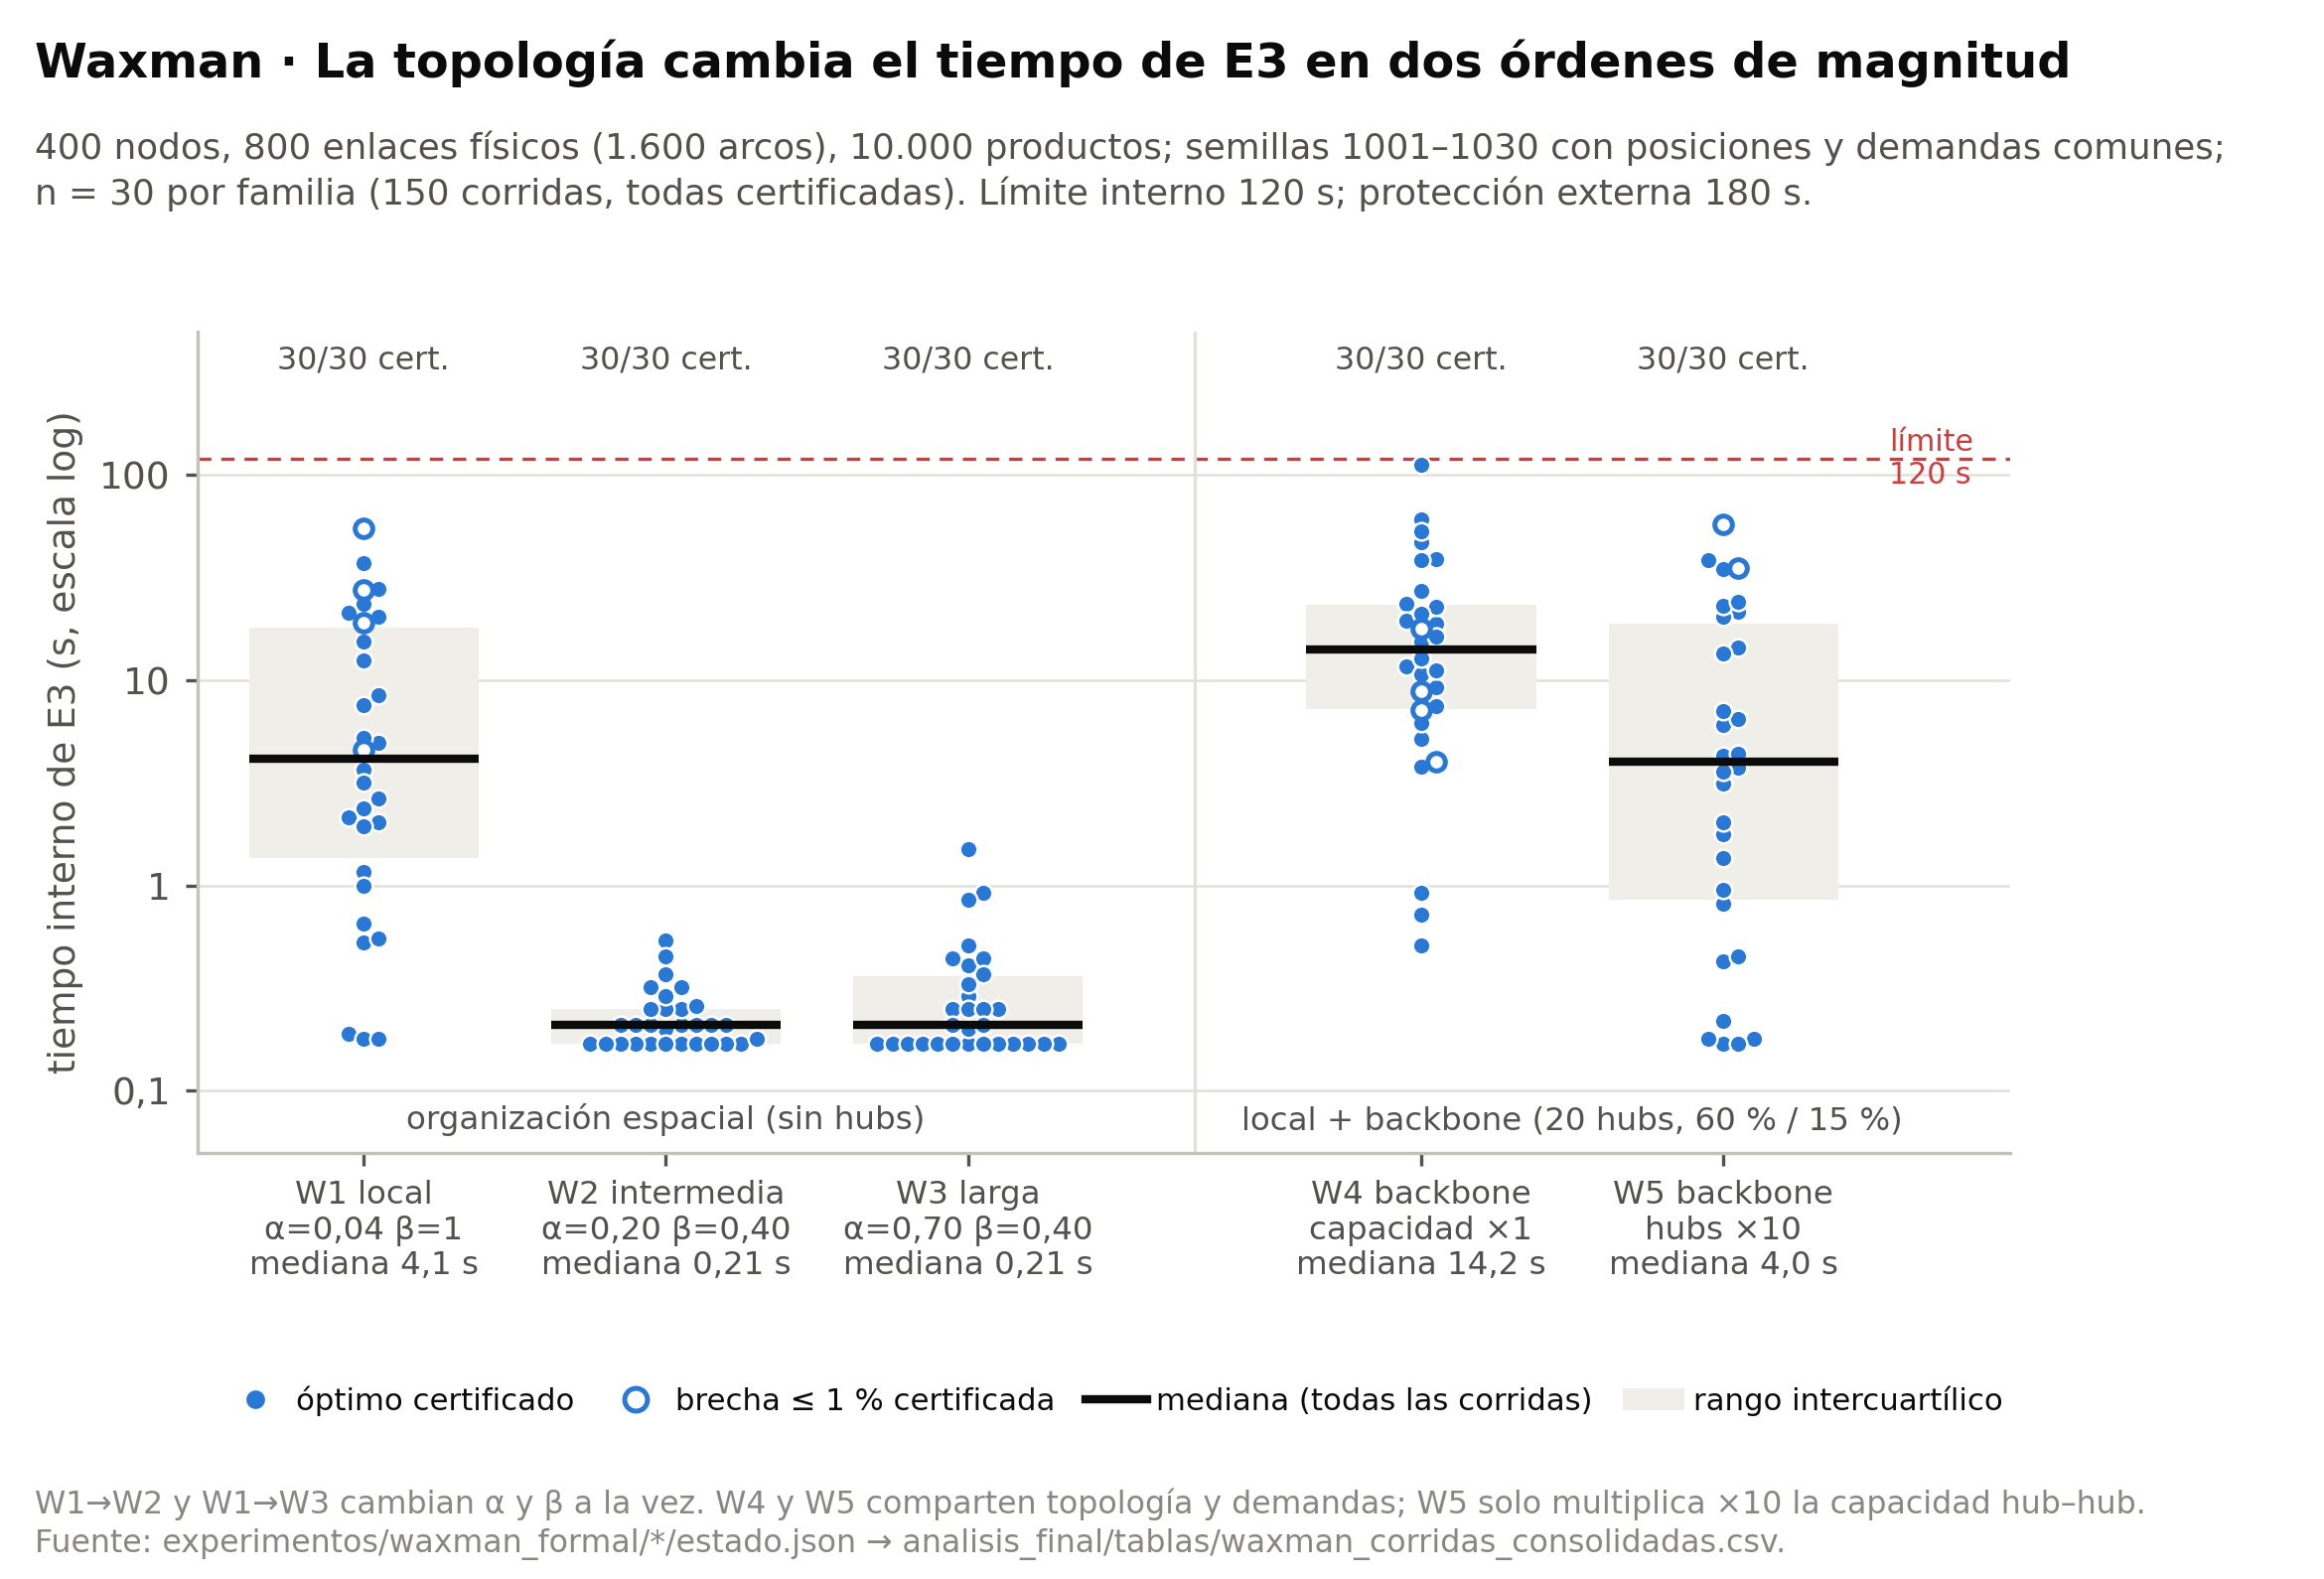 Waxman · La topología cambia el tiempo de E3 en dos órdenes de magnitud
400 nodos, 800 enlaces físicos (1.600 arcos), 10.000 productos; semillas 1001–1030 con posiciones y demandas comunes;
n = 30 por familia (150 corridas, todas certificadas). Límite interno 120 s; protección externa 180 s.
30/30 cert.
30/30 cert.
30/30 cert.
30/30 cert.
30/30 cert.
límite
120 s
tiempo interno de E3 (s, escala log)
100
10
1
0,1
organización espacial (sin hubs)
local + backbone (20 hubs, 60 % / 15 %)
W1 local
α=0,04 β=1
mediana 4,1 s
W2 intermedia
α=0,20 β=0,40
mediana 0,21 s
W3 larga
α=0,70 β=0,40
mediana 0,21 s
W4 backbone
capacidad ×1
mediana 14,2 s
W5 backbone
hubs ×10
mediana 4,0 s
óptimo certificado
brecha ≤ 1 % certificada
mediana (todas las corridas)
rango intercuartílico
W1→W2 y W1→W3 cambian α y β a la vez. W4 y W5 comparten topología y demandas; W5 solo multiplica ×10 la capacidad hub–hub.
Fuente: experimentos/waxman_formal/*/estado.json → analisis_final/tablas/waxman_corridas_consolidadas.csv.